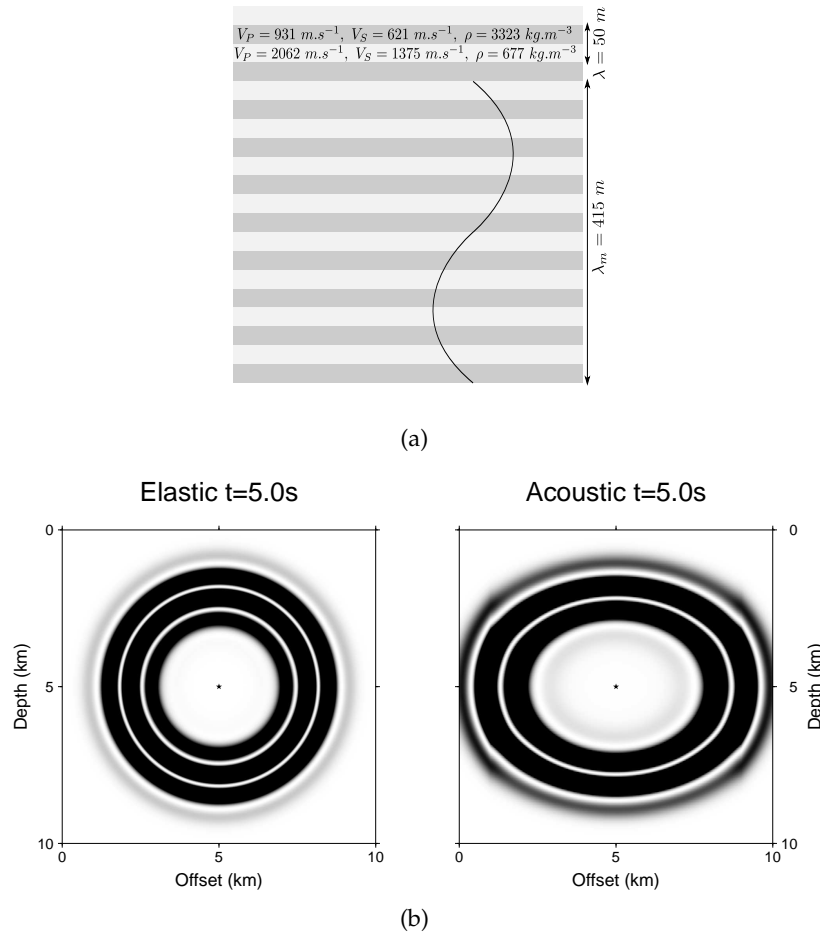 V_P = 931 m.s⁻¹, V_S = 621 m.s⁻¹, ρ = 3323 kg.m⁻³
V_P = 2062 m.s⁻¹, V_S = 1375 m.s⁻¹, ρ = 677 kg.m⁻³
λ = 50 m
λ_m = 415 m
(a)
Elastic t=5.0s
Acoustic t=5.0s
0
5
10
Depth (km)
0
5
10
Offset (km)
0
5
10
Depth (km)
0
5
10
Offset (km)
(b)